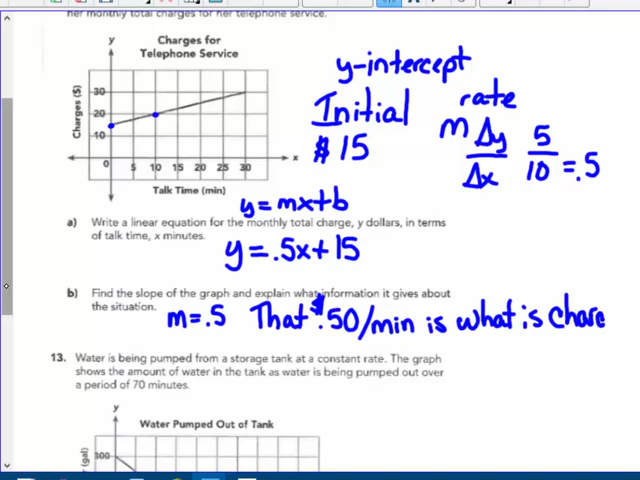 her monthly total charges for her telephone service.
y
Charges for
Telephone Service
Charges ($)
30
20
10
0
5 10 15 20 25 30
x
Talk Time (min)
y-intercept
Initial
$15
rate
m Δy/Δx 5/10 = .5
y = mx+b
a) Write a linear equation for the monthly total charge, y dollars, in terms
of talk time, x minutes.
y = .5x + 15
b) Find the slope of the graph and explain what information it gives about
the situation.
m = .5 That $.50/min is what is charg
13. Water is being pumped from a storage tank at a constant rate. The graph
shows the amount of water in the tank as water is being pumped out over
a period of 70 minutes.
y
Water Pumped Out of Tank
300
(gal)